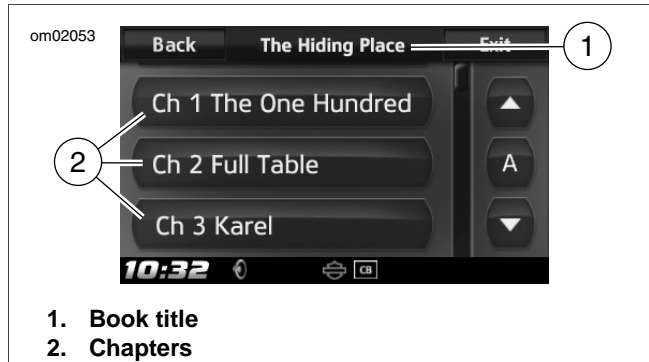 om02053
Back The Hiding Place Exit
1
Ch 1 The One Hundred
2
Ch 2 Full Table
A
Ch 3 Karel
10:32 CB
1. Book title
2. Chapters